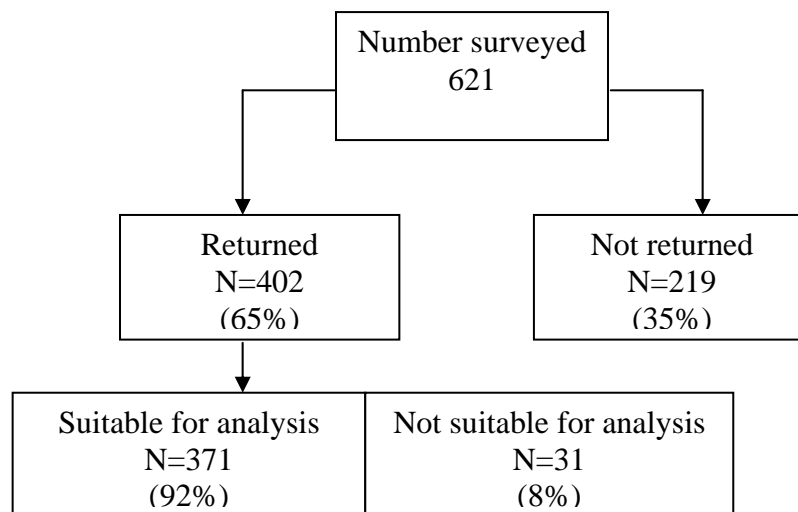 Number surveyed
621
Returned
N=402
(65%)
Not returned
N=219
(35%)
Suitable for analysis
N=371
(92%)
Not suitable for analysis
N=31
(8%)